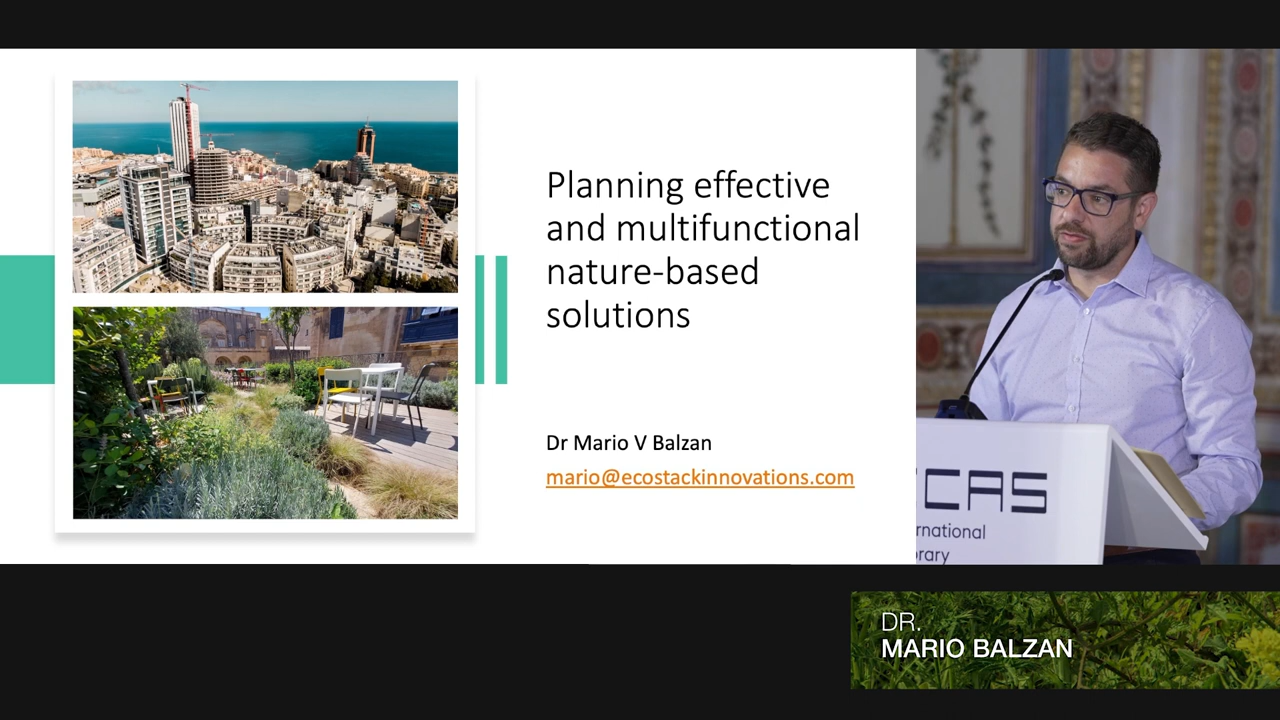 Planning effective
and multifunctional
nature-based
solutions
Dr Mario V Balzan
mario@ecostackinnovations.com
CAS
rnational
rary
DR.
MARIO BALZAN